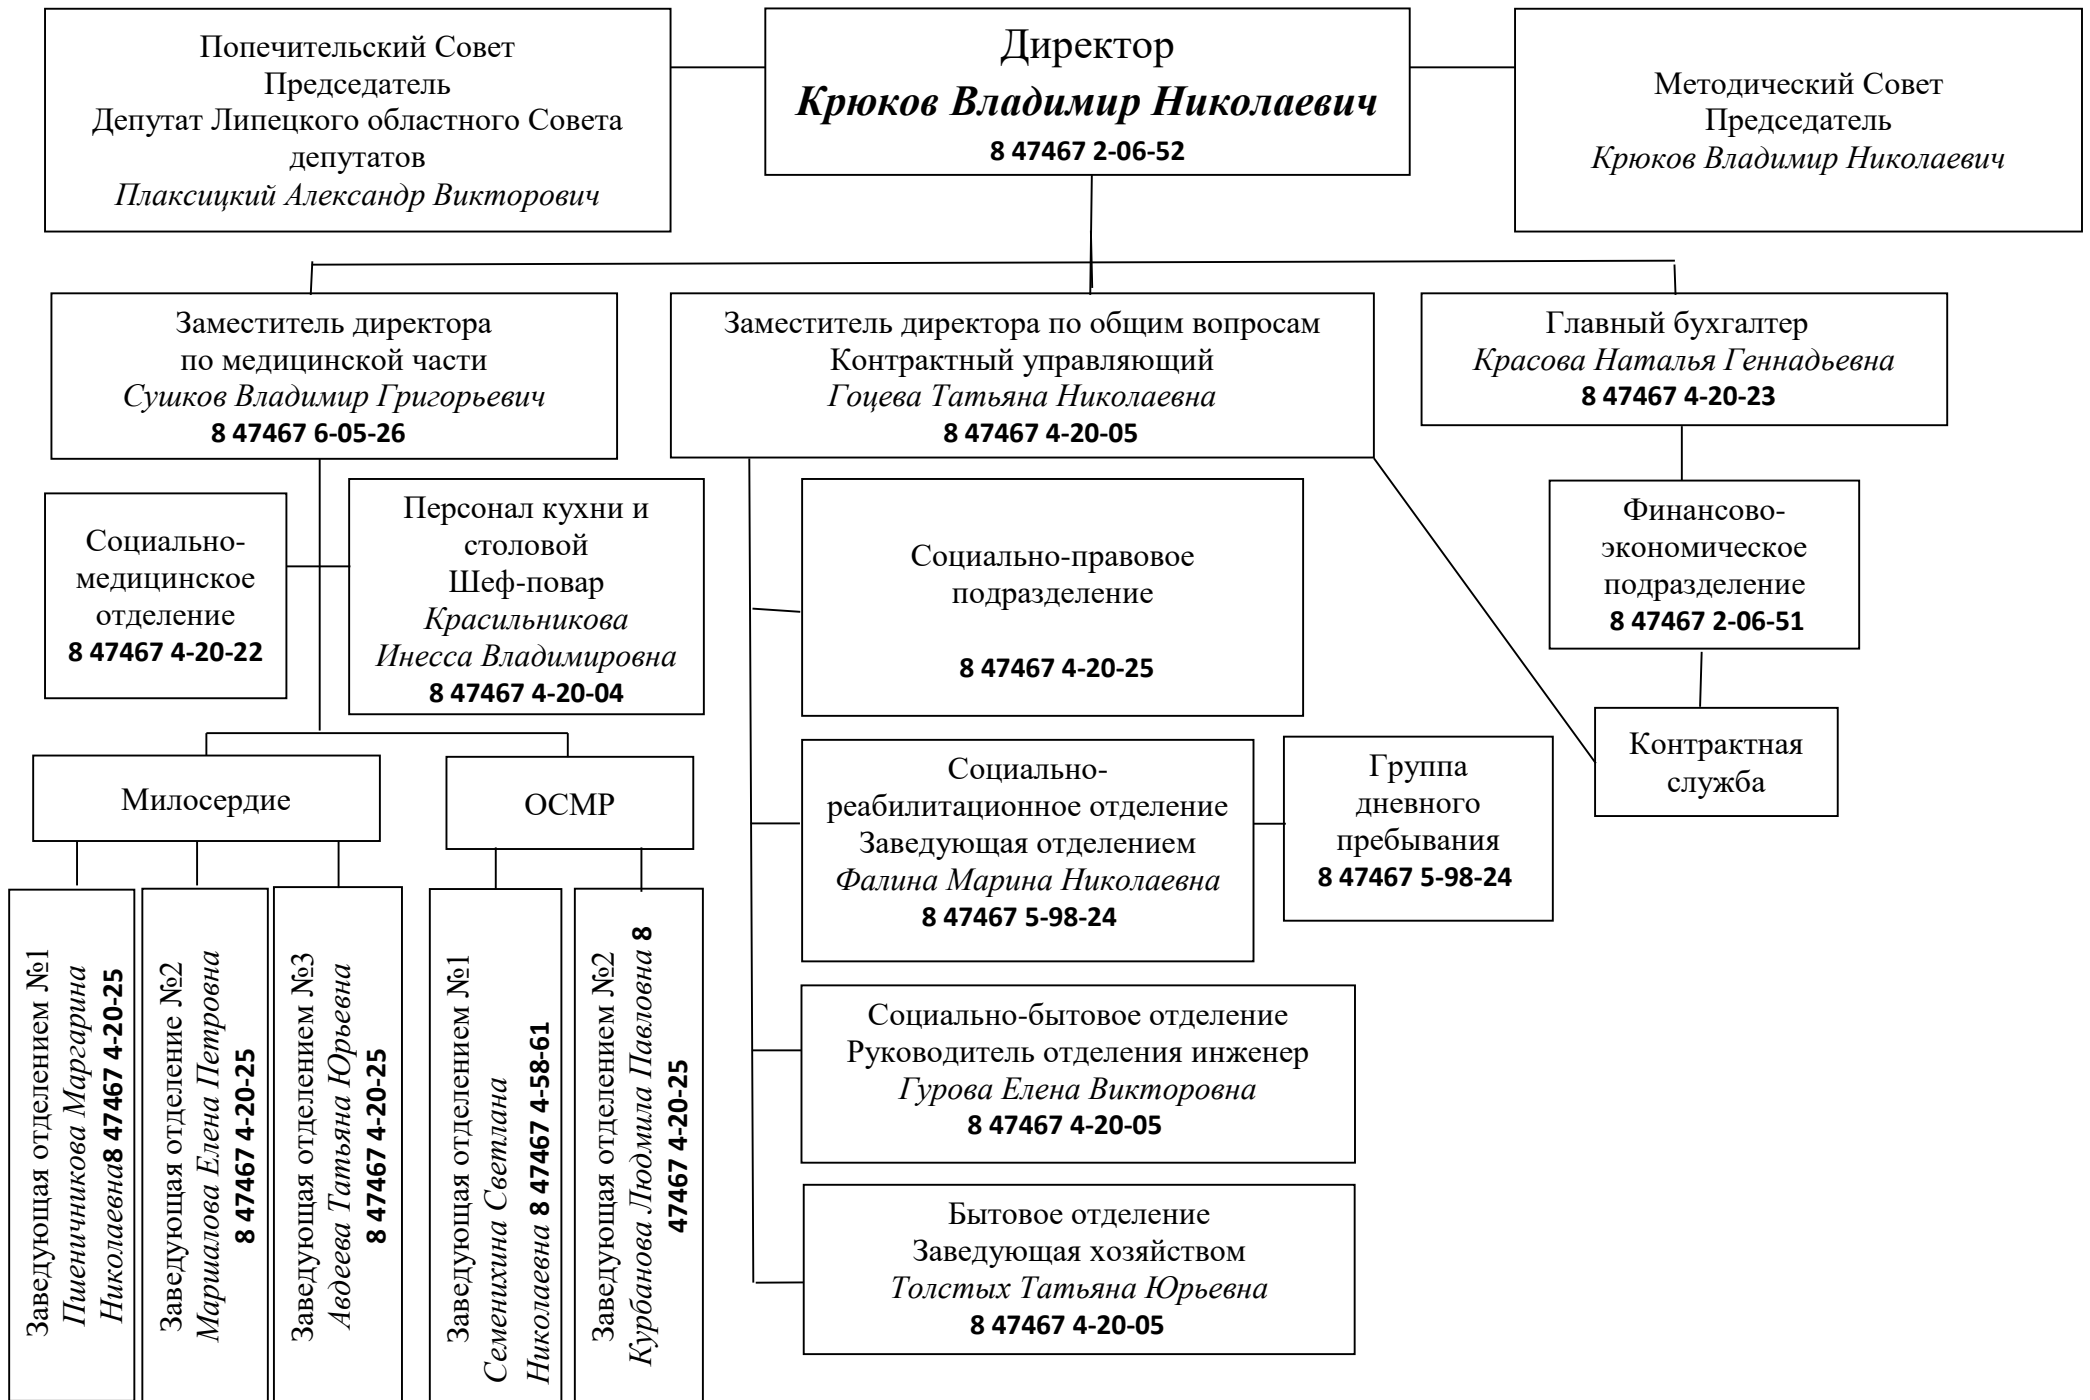 Попечительский Совет
Председатель
Депутат Липецкого областного Совета
депутатов
Плаксицкий Александр Викторович
Директор
Крюков Владимир Николаевич
8 47467 2-06-52
Методический Совет
Председатель
Крюков Владимир Николаевич
Заместитель директора
по медицинской части
Сушков Владимир Григорьевич
8 47467 6-05-26
Заместитель директора по общим вопросам
Контрактный управляющий
Гоцева Татьяна Николаевна
8 47467 4-20-05
Главный бухгалтер
Красова Наталья Геннадьевна
8 47467 4-20-23
Социально-
медицинское
отделение
8 47467 4-20-22
Персонал кухни и
столовой
Шеф-повар
Красильникова
Инесса Владимировна
8 47467 4-20-04
Социально-правовое
подразделение
8 47467 4-20-25
Финансово-
экономическое
подразделение
8 47467 2-06-51
Контрактная
служба
Милосердие
ОСМР
Социально-
реабилитационное отделение
Заведующая отделением
Фалина Марина Николаевна
8 47467 5-98-24
Группа
дневного
пребывания
8 47467 5-98-24
Заведующая отделением №1
Пшеничникова Маргарина
Николаевна8 47467 4-20-25
Заведующая отделение №2
Маршалова Елена Петровна
8 47467 4-20-25
Заведующая отделением №3
Авдеева Татьяна Юрьевна
8 47467 4-20-25
Заведующая отделением №1
Семенихина Светлана
Николаевна 8 47467 4-58-61
Заведующая отделением №2
Курбанова Людмила Павловна 8
47467 4-20-25
Социально-бытовое отделение
Руководитель отделения инженер
Гурова Елена Викторовна
8 47467 4-20-05
Бытовое отделение
Заведующая хозяйством
Толстых Татьяна Юрьевна
8 47467 4-20-05